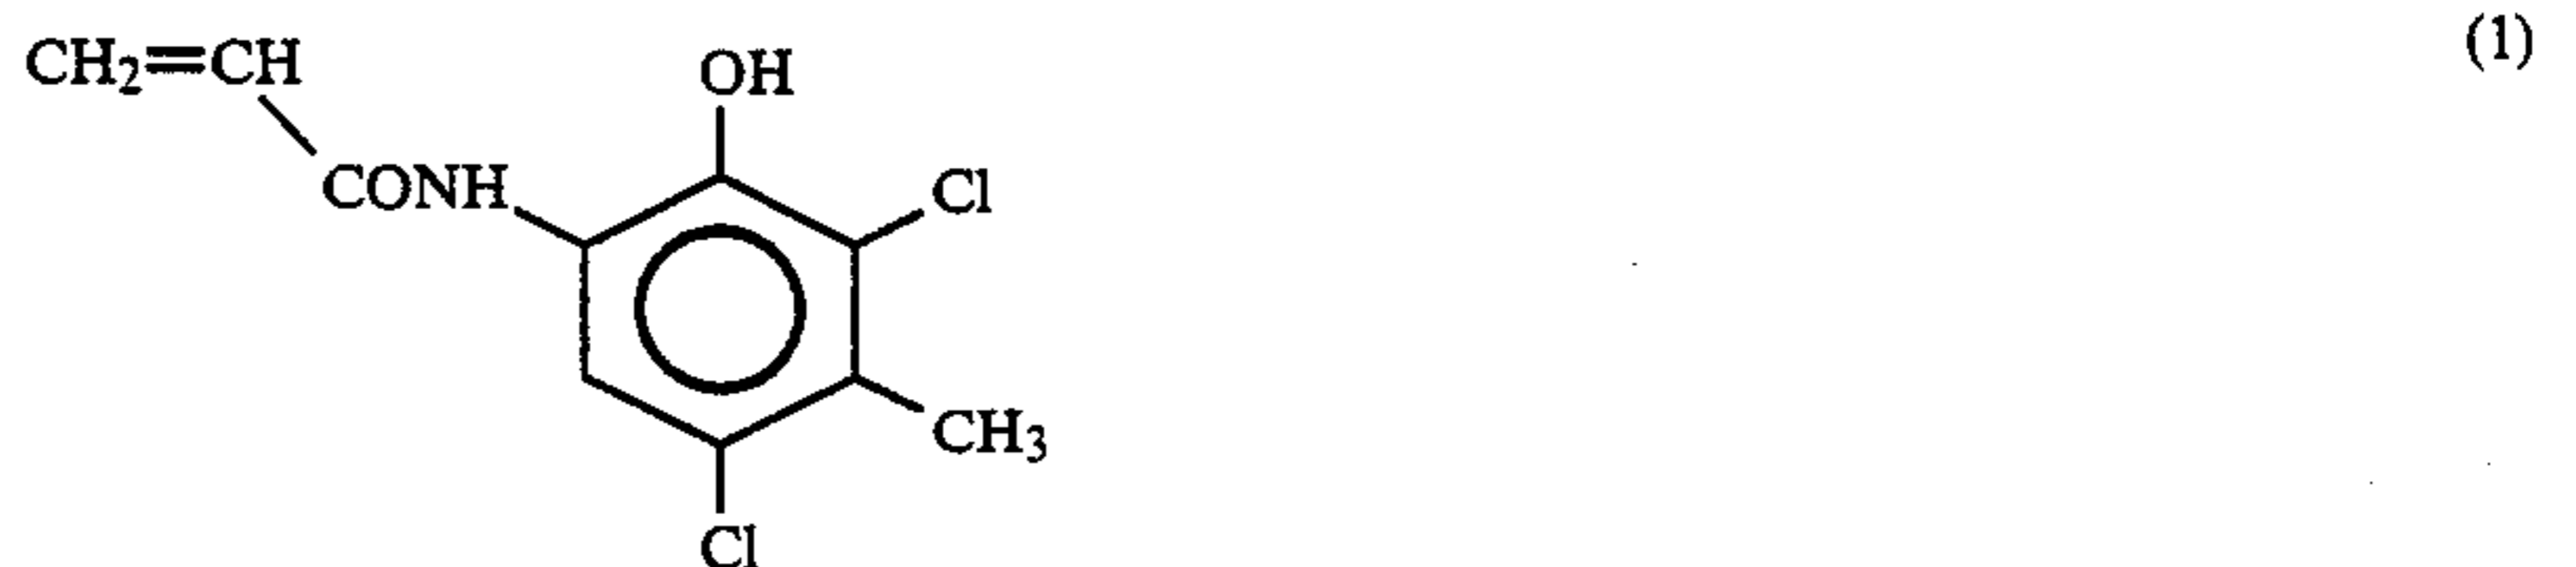 CH₂=CH
OH
(1)
CONH
Cl
CH₃
Cl